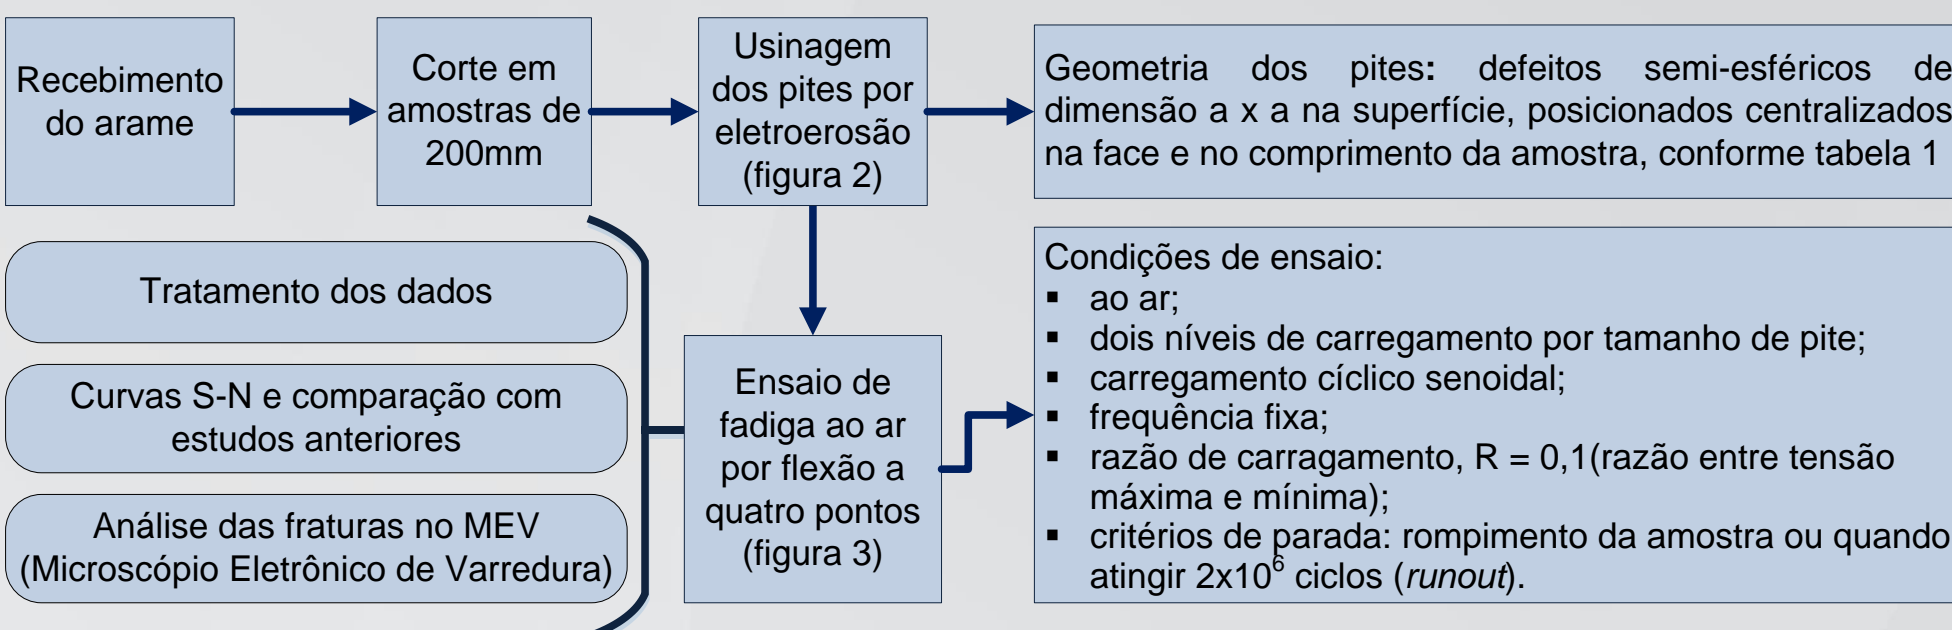 Recebimento
do arame
Corte em
amostras de
200mm
Usinagem
dos pites por
eletroerosão
(figura 2)
Geometria dos pites: defeitos semi-esféricos de
dimensão a x a na superfície, posicionados centralizados
na face e no comprimento da amostra, conforme tabela 1
Tratamento dos dados
Curvas S-N e comparação com
estudos anteriores
Análise das fraturas no MEV
(Microscópio Eletrônico de Varredura)
Ensaio de
fadiga ao ar
por flexão a
quatro pontos
(figura 3)
Condições de ensaio:
▪ ao ar;
▪ dois níveis de carregamento por tamanho de pite;
▪ carregamento cíclico senoidal;
▪ frequência fixa;
▪ razão de carragamento, R = 0,1(razão entre tensão
máxima e mínima);
▪ critérios de parada: rompimento da amostra ou quando
atingir 2x10⁶ ciclos (runout).